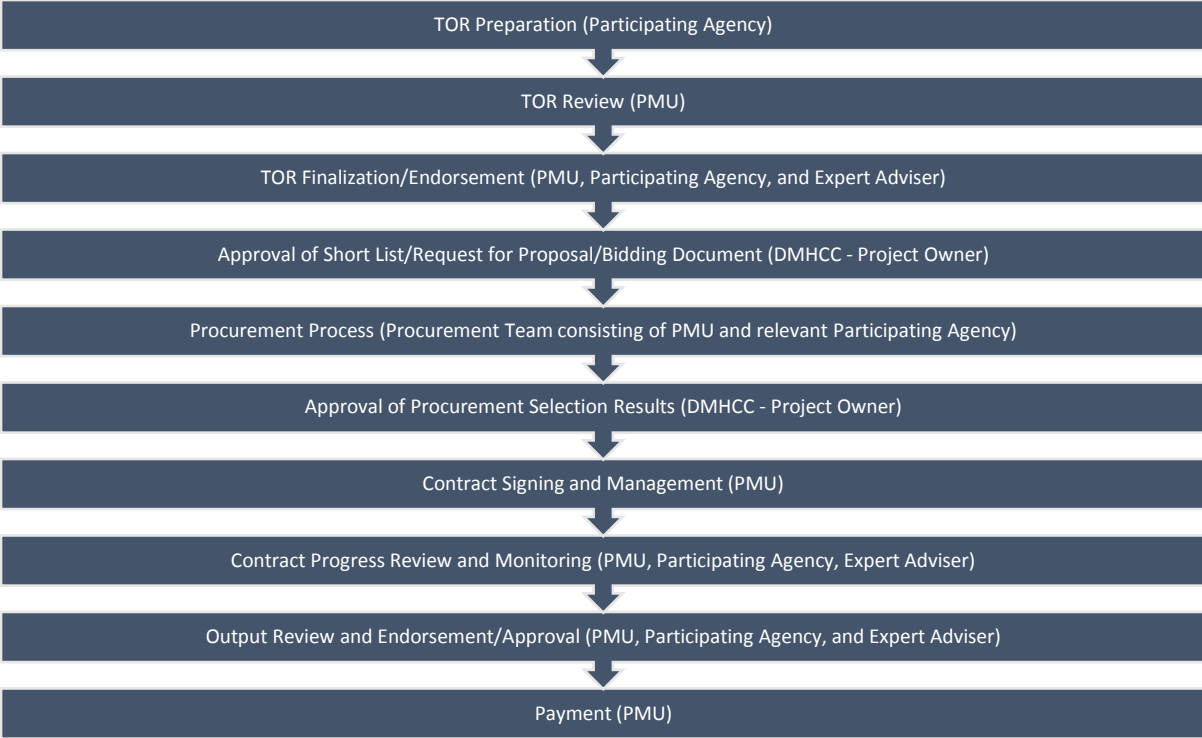 TOR Preparation (Participating Agency)
TOR Review (PMU)
TOR Finalization/Endorsement (PMU, Participating Agency, and Expert Adviser)
Approval of Short List/Request for Proposal/Bidding Document (DMHCC - Project Owner)
Procurement Process (Procurement Team consisting of PMU and relevant Participating Agency)
Approval of Procurement Selection Results (DMHCC - Project Owner)
Contract Signing and Management (PMU)
Contract Progress Review and Monitoring (PMU, Participating Agency, Expert Adviser)
Output Review and Endorsement/Approval (PMU, Participating Agency, and Expert Adviser)
Payment (PMU)